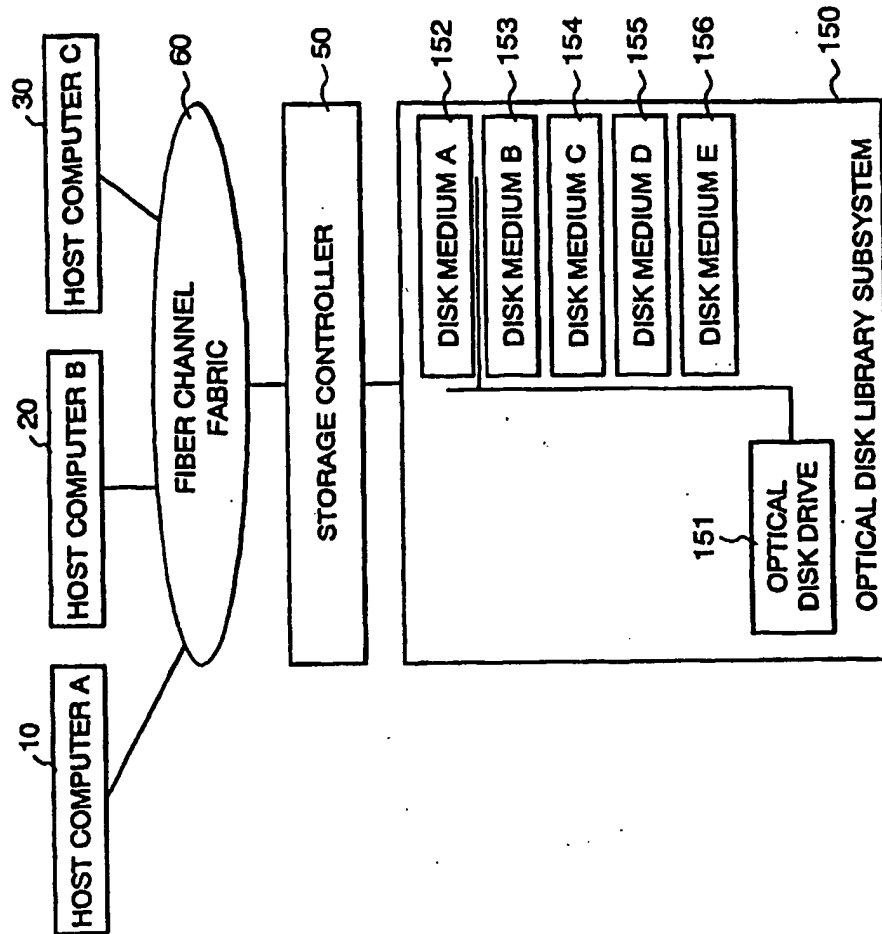 10
HOST COMPUTER A
20
HOST COMPUTER B
30
HOST COMPUTER C
60
FIBER CHANNEL
FABRIC
50
STORAGE CONTROLLER
152
DISK MEDIUM A
153
DISK MEDIUM B
154
DISK MEDIUM C
155
DISK MEDIUM D
156
DISK MEDIUM E
151
OPTICAL
DISK DRIVE
150
OPTICAL DISK LIBRARY SUBSYSTEM